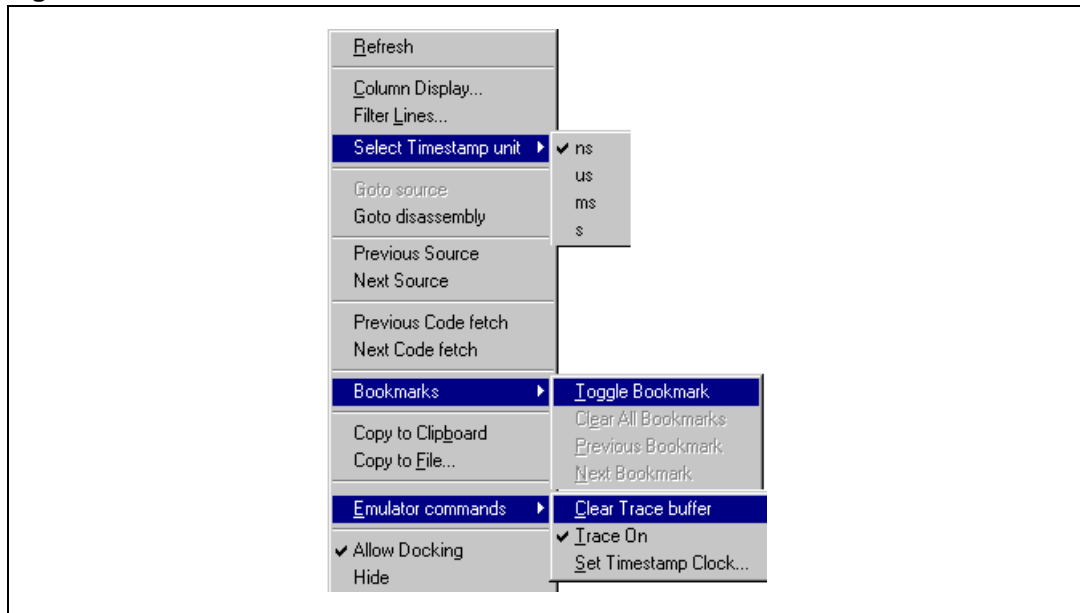 Refresh
Column Display...
Filter Lines...
Select Timestamp unit
ns
us
ms
s
Goto source
Goto disassembly
Previous Source
Next Source
Previous Code fetch
Next Code fetch
Bookmarks
Toggle Bookmark
Clear All Bookmarks
Previous Bookmark
Next Bookmark
Copy to Clipboard
Copy to File...
Emulator commands
Clear Trace buffer
Trace On
Set Timestamp Clock...
Allow Docking
Hide